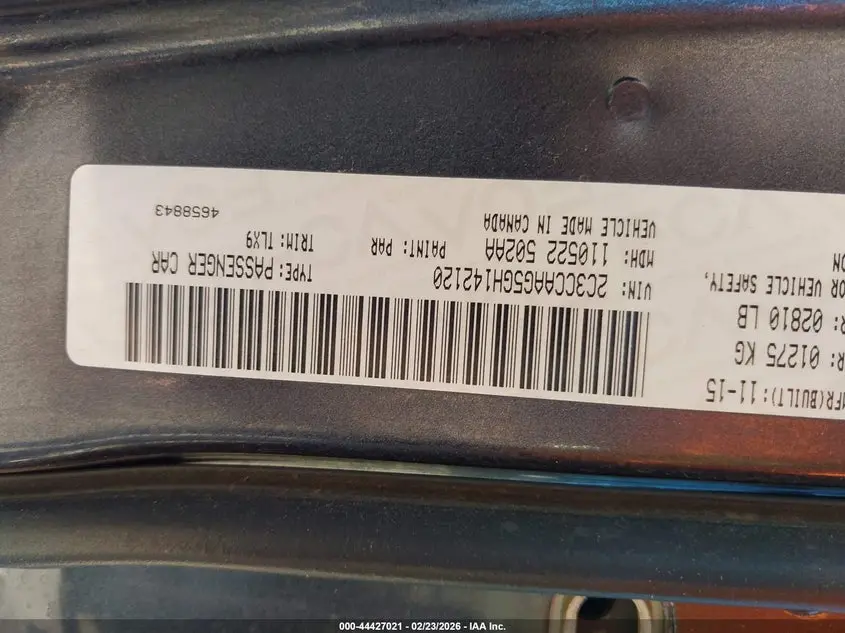 MFR(BUILT): 11-15
R: 01275 KG
R: 02810 LB
OR VEHICLE SAFETY,
ON
VIN: 2C3CCAAG5GH142120
TYPE: PASSENGER CAR
MDH: 110522 502AA
PAINT: PAR
TRIM: TLX9
VEHICLE MADE IN CANADA
4658843
000-44427021 - 02/23/2026 - IAA Inc.